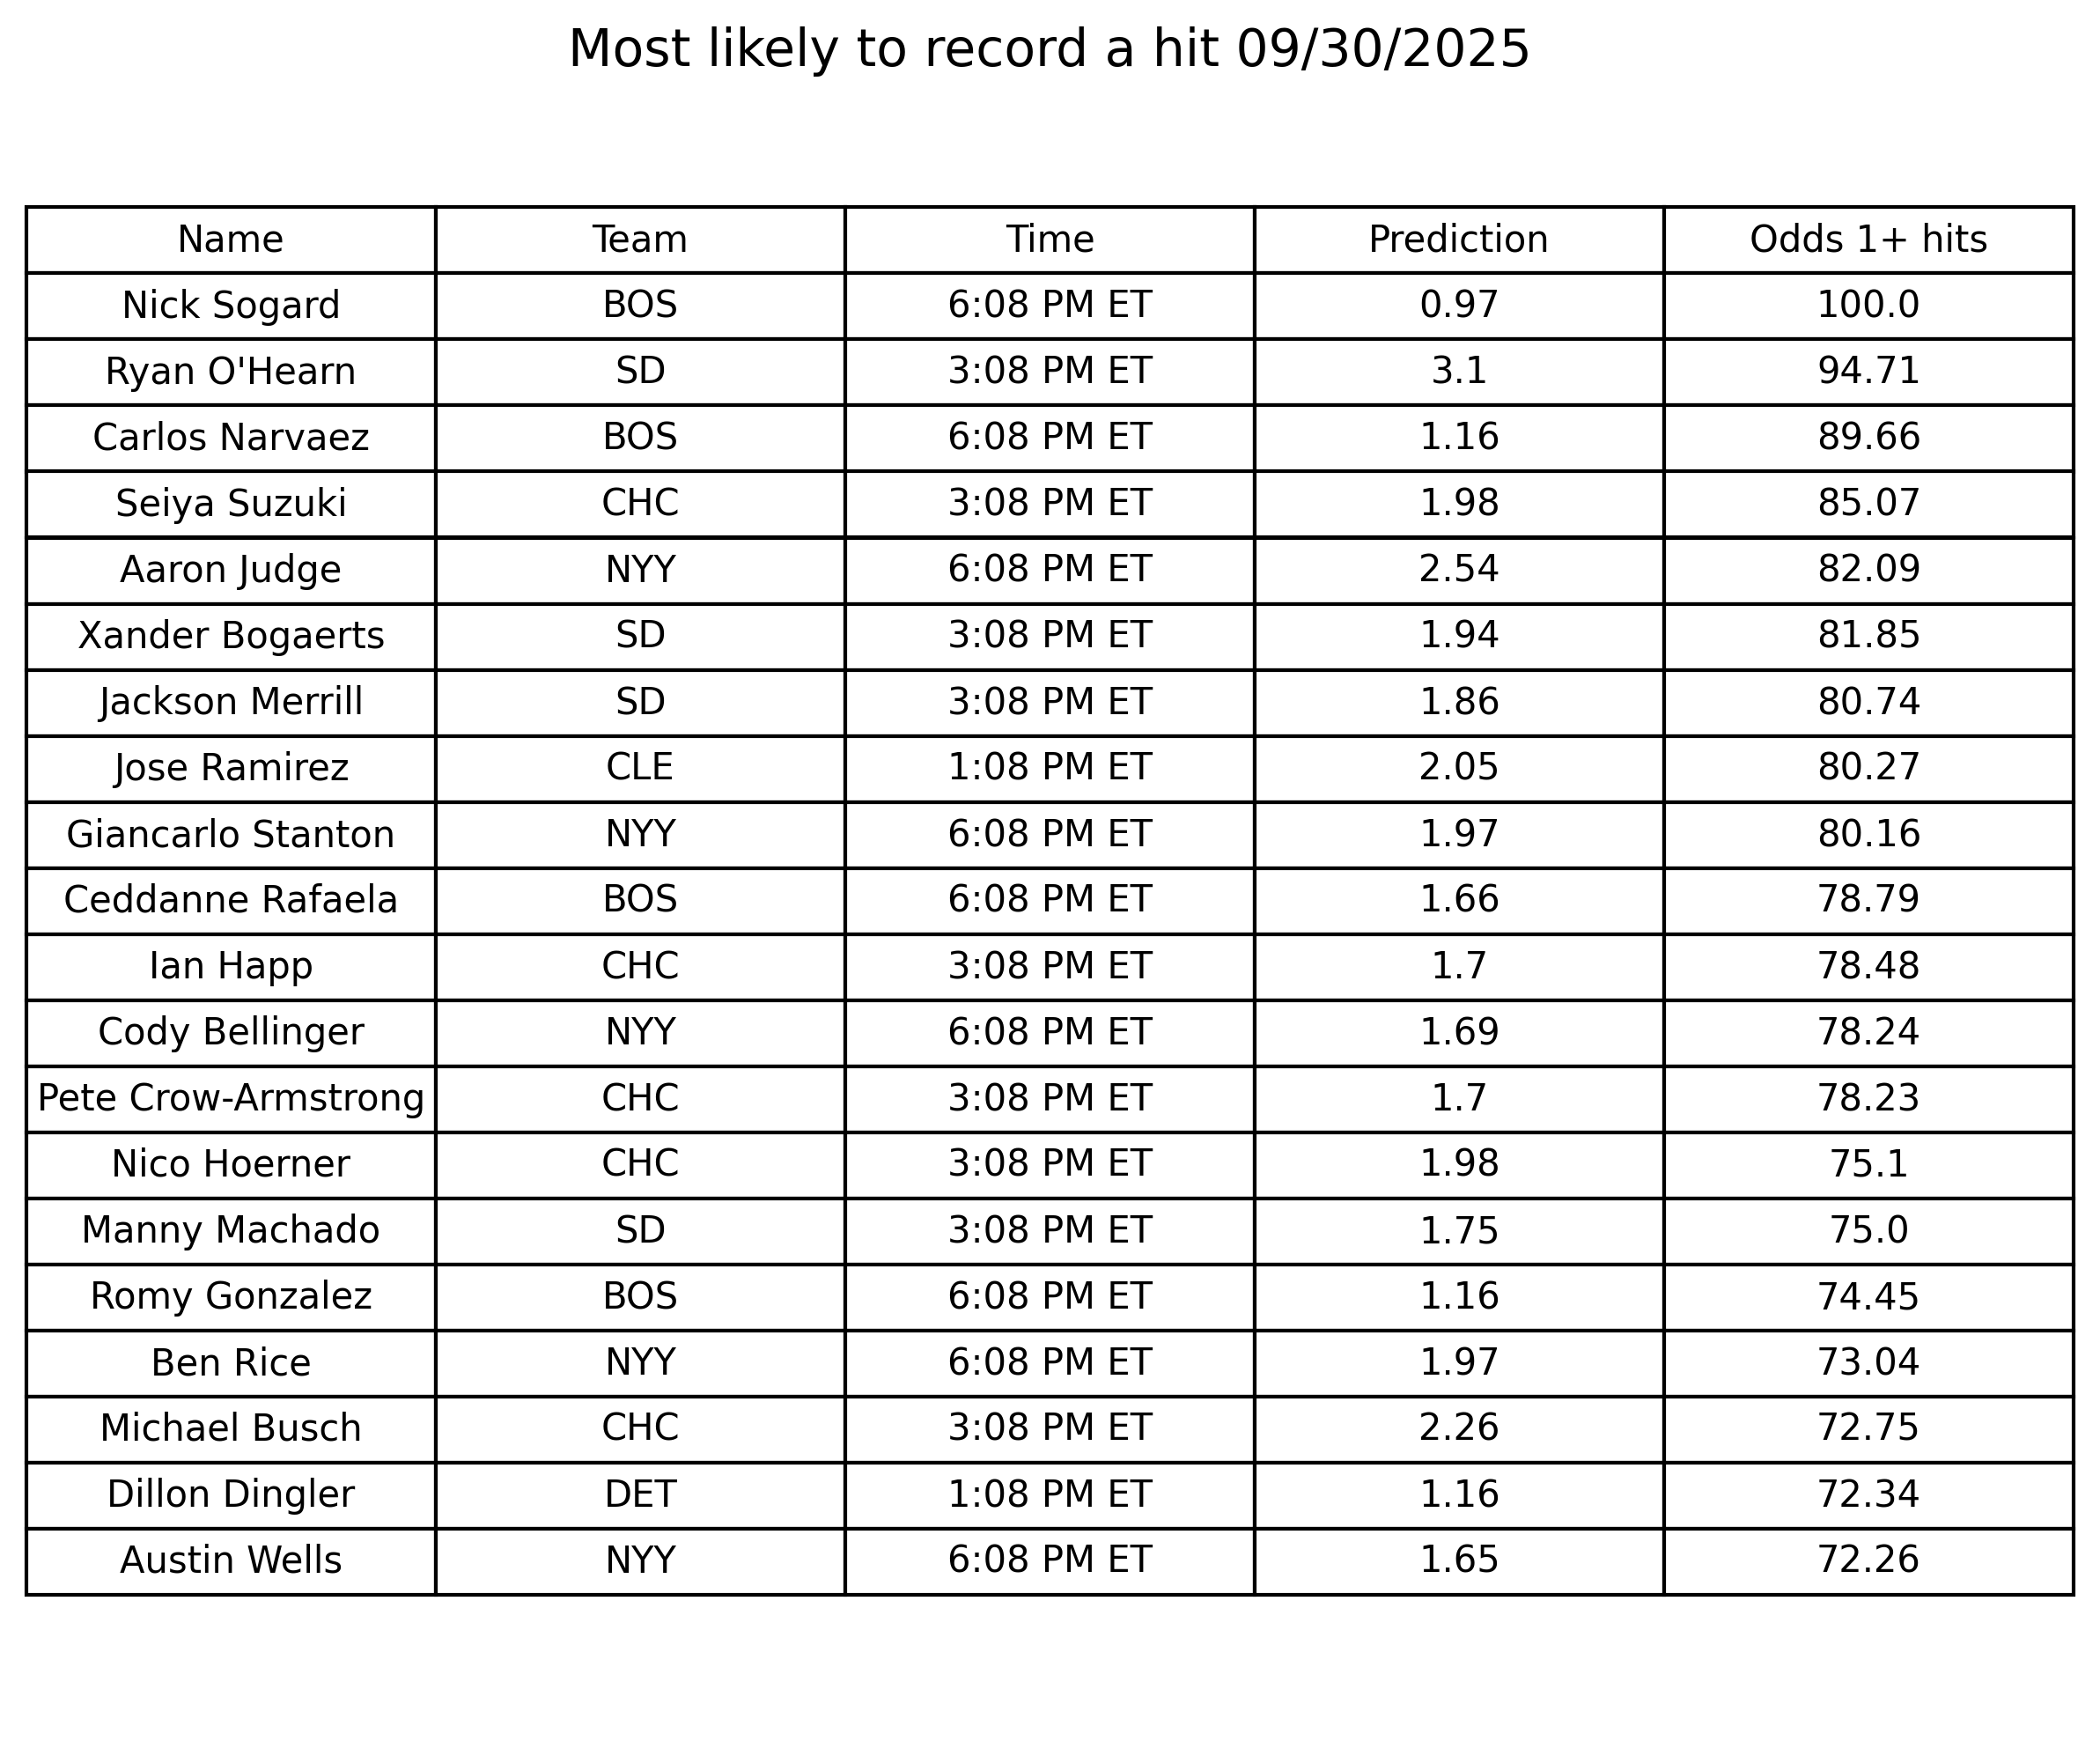 Most likely to record a hit 09/30/2025
Name Team Time Prediction Odds 1+ hits
Nick Sogard BOS 6:08 PM ET 0.97 100.0
Ryan O'Hearn SD 3:08 PM ET 3.1 94.71
Carlos Narvaez BOS 6:08 PM ET 1.16 89.66
Seiya Suzuki CHC 3:08 PM ET 1.98 85.07
Aaron Judge NYY 6:08 PM ET 2.54 82.09
Xander Bogaerts SD 3:08 PM ET 1.94 81.85
Jackson Merrill SD 3:08 PM ET 1.86 80.74
Jose Ramirez CLE 1:08 PM ET 2.05 80.27
Giancarlo Stanton NYY 6:08 PM ET 1.97 80.16
Ceddanne Rafaela BOS 6:08 PM ET 1.66 78.79
Ian Happ CHC 3:08 PM ET 1.7 78.48
Cody Bellinger NYY 6:08 PM ET 1.69 78.24
Pete Crow-Armstrong CHC 3:08 PM ET 1.7 78.23
Nico Hoerner CHC 3:08 PM ET 1.98 75.1
Manny Machado SD 3:08 PM ET 1.75 75.0
Romy Gonzalez BOS 6:08 PM ET 1.16 74.45
Ben Rice NYY 6:08 PM ET 1.97 73.04
Michael Busch CHC 3:08 PM ET 2.26 72.75
Dillon Dingler DET 1:08 PM ET 1.16 72.34
Austin Wells NYY 6:08 PM ET 1.65 72.26